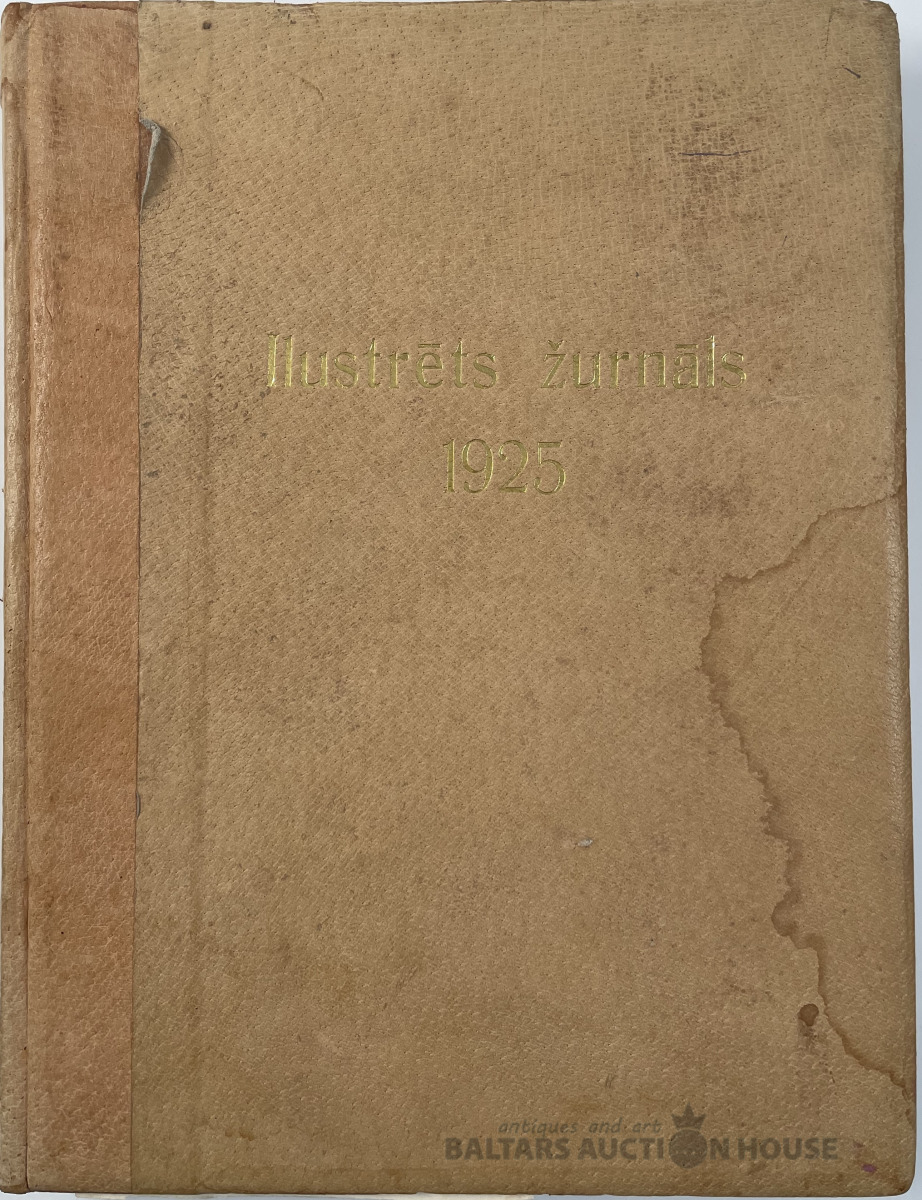 Ilustrēts žurnāls
1925
antiques and art
BALTARS AUCTION HOUSE